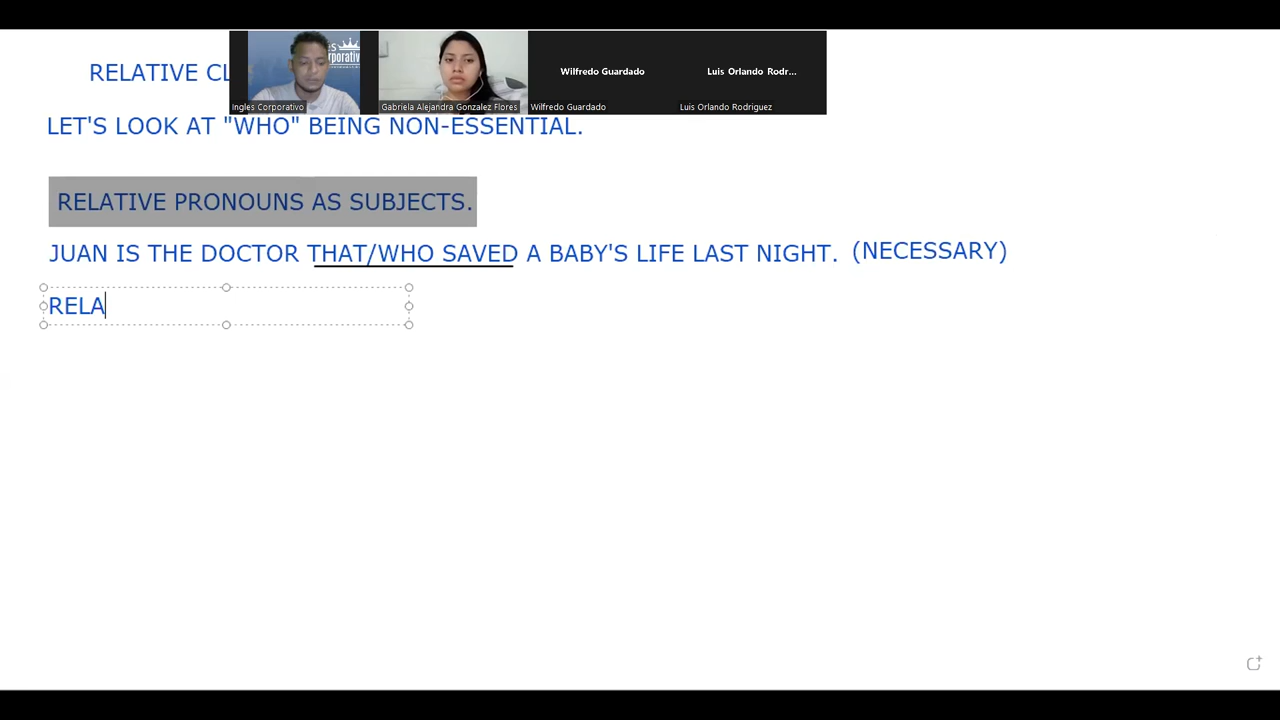 RELATIVE CL
ES
rporativ
Ingles Corporativo
Gabriela Alejandra Gonzalez Flores
Wilfredo Guardado
Wilfredo Guardado
Luis Orlando Rodr...
Luis Orlando Rodriguez
LET'S LOOK AT "WHO" BEING NON-ESSENTIAL.
RELATIVE PRONOUNS AS SUBJECTS.
JUAN IS THE DOCTOR THAT/WHO SAVED A BABY'S LIFE LAST NIGHT. (NECESSARY)
RELA